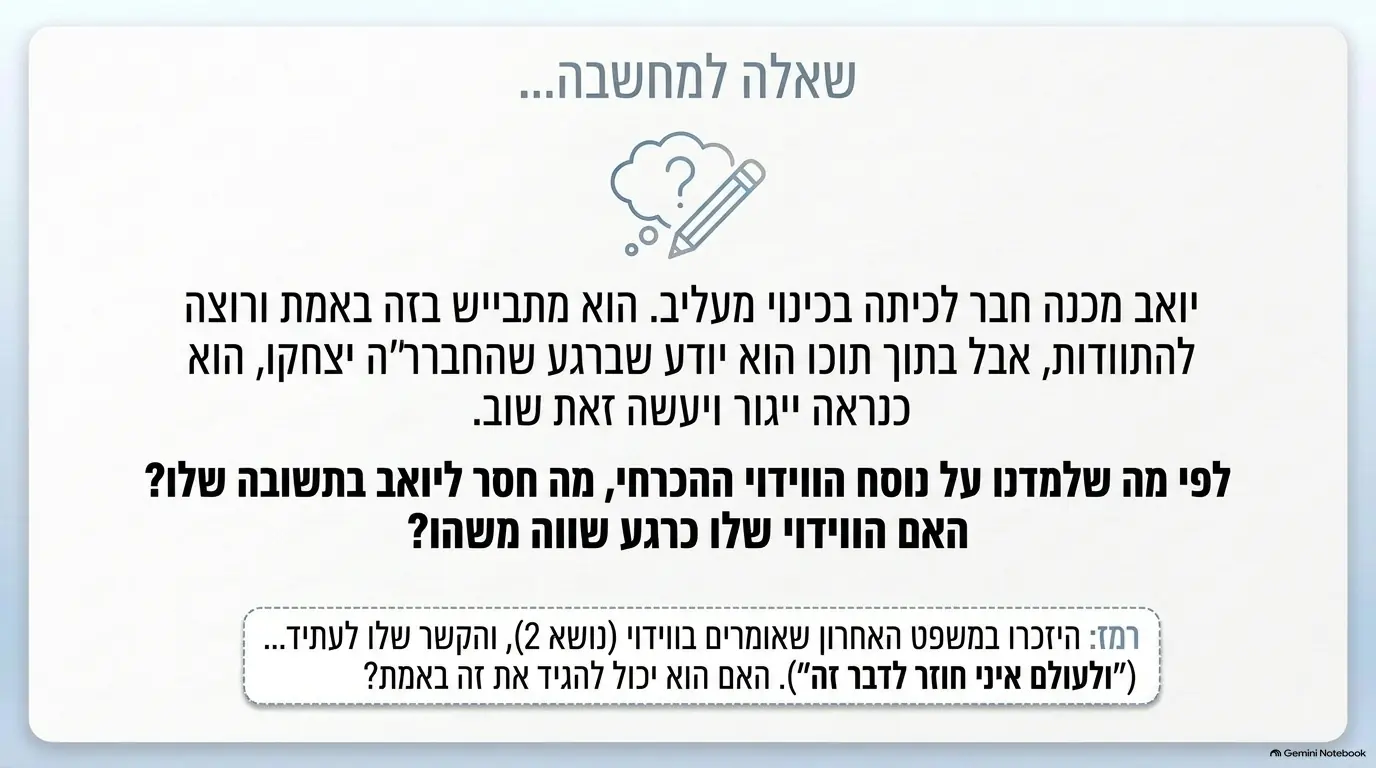 שאלה למחשבה...
?
יואב מכנה חבר לכיתה בכינוי מעליב. הוא מתבייש בזה באמת ורוצה
להתוודות, אבל בתוך תוכו הוא יודע שברגע שהחברר"ה יצחקו, הוא
כנראה ייגור ויעשה זאת שוב.
לפי מה שלמדנו על נוסח הווידוי ההכרחי, מה חסר ליואב בתשובה שלו?
האם הווידוי שלו כרגע שווה משהו?
רמז: היזכרו במשפט האחרון שאומרים בווידוי (נושא 2), והקשר שלו לעתיד...
("ולעולם איני חוזר לדבר זה"). האם הוא יכול להגיד את זה באמת?
Gemini Notebook